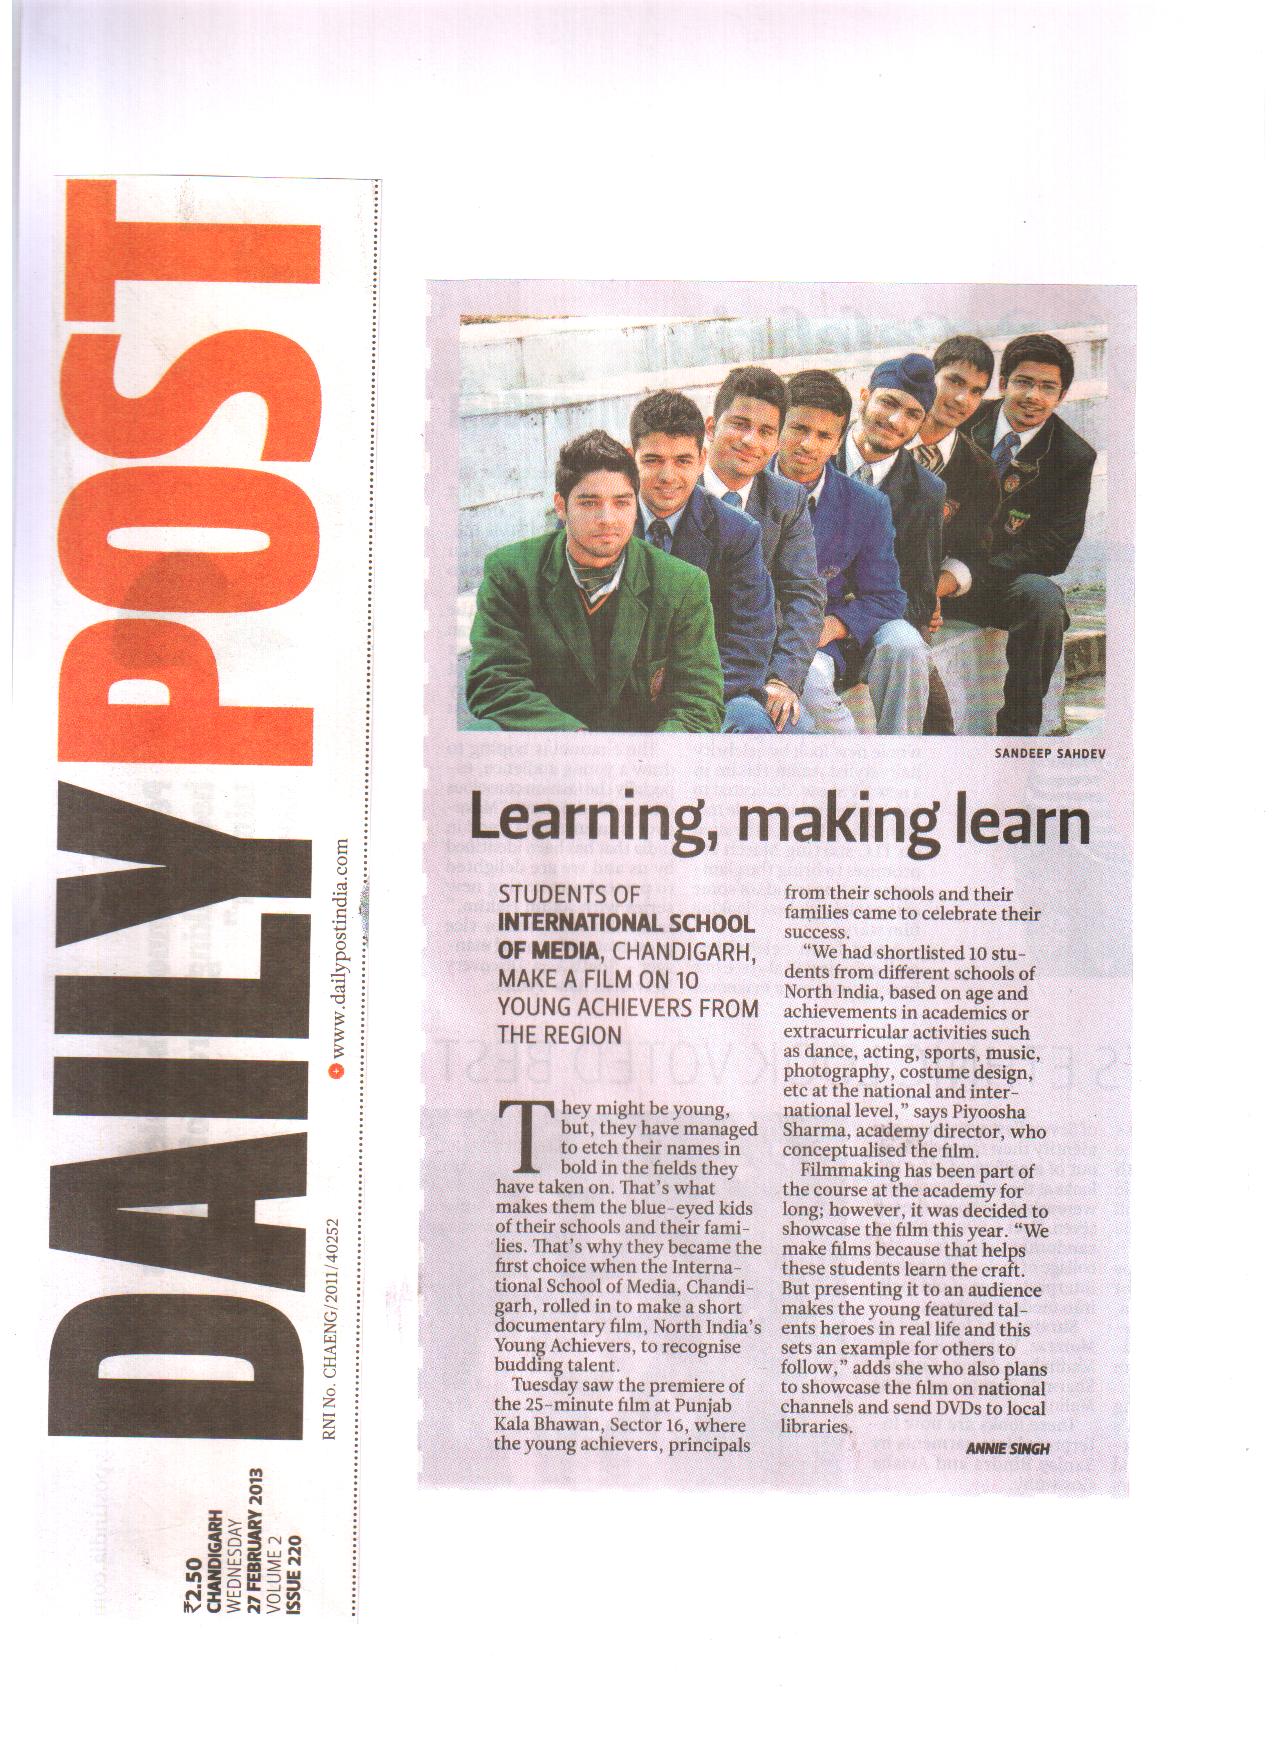 DAILY POST
₹2.50
CHANDIGARH
WEDNESDAY
27 FEBRUARY 2013
VOLUME 2
ISSUE 220
RNI No. CHAENG/2011/40252
www.dailypostindia.com
SANDEEP SAHDEV
Learning, making learn
STUDENTS OF
INTERNATIONAL SCHOOL
OF MEDIA, CHANDIGARH,
MAKE A FILM ON 10
YOUNG ACHIEVERS FROM
THE REGION
They might be young,
but, they have managed
to etch their names in
bold in the fields they
have taken on. That's what
makes them the blue-eyed kids
of their schools and their fami-
lies. That's why they became the
first choice when the Interna-
tional School of Media, Chandi-
garh, rolled in to make a short
documentary film, North India's
Young Achievers, to recognise
budding talent.
Tuesday saw the premiere of
the 25-minute film at Punjab
Kala Bhawan, Sector 16, where
the young achievers, principals
from their schools and their
families came to celebrate their
success.
“We had shortlisted 10 stu-
dents from different schools of
North India, based on age and
achievements in academics or
extracurricular activities such
as dance, acting, sports, music,
photography, costume design,
etc at the national and inter-
national level,” says Piyoosha
Sharma, academy director, who
conceptualised the film.
Filmmaking has been part of
the course at the academy for
long; however, it was decided to
showcase the film this year. “We
make films because that helps
these students learn the craft.
But presenting it to an audience
makes the young featured tal-
ents heroes in real life and this
sets an example for others to
follow,” adds she who also plans
to showcase the film on national
channels and send DVDs to local
libraries.
ANNIE SINGH